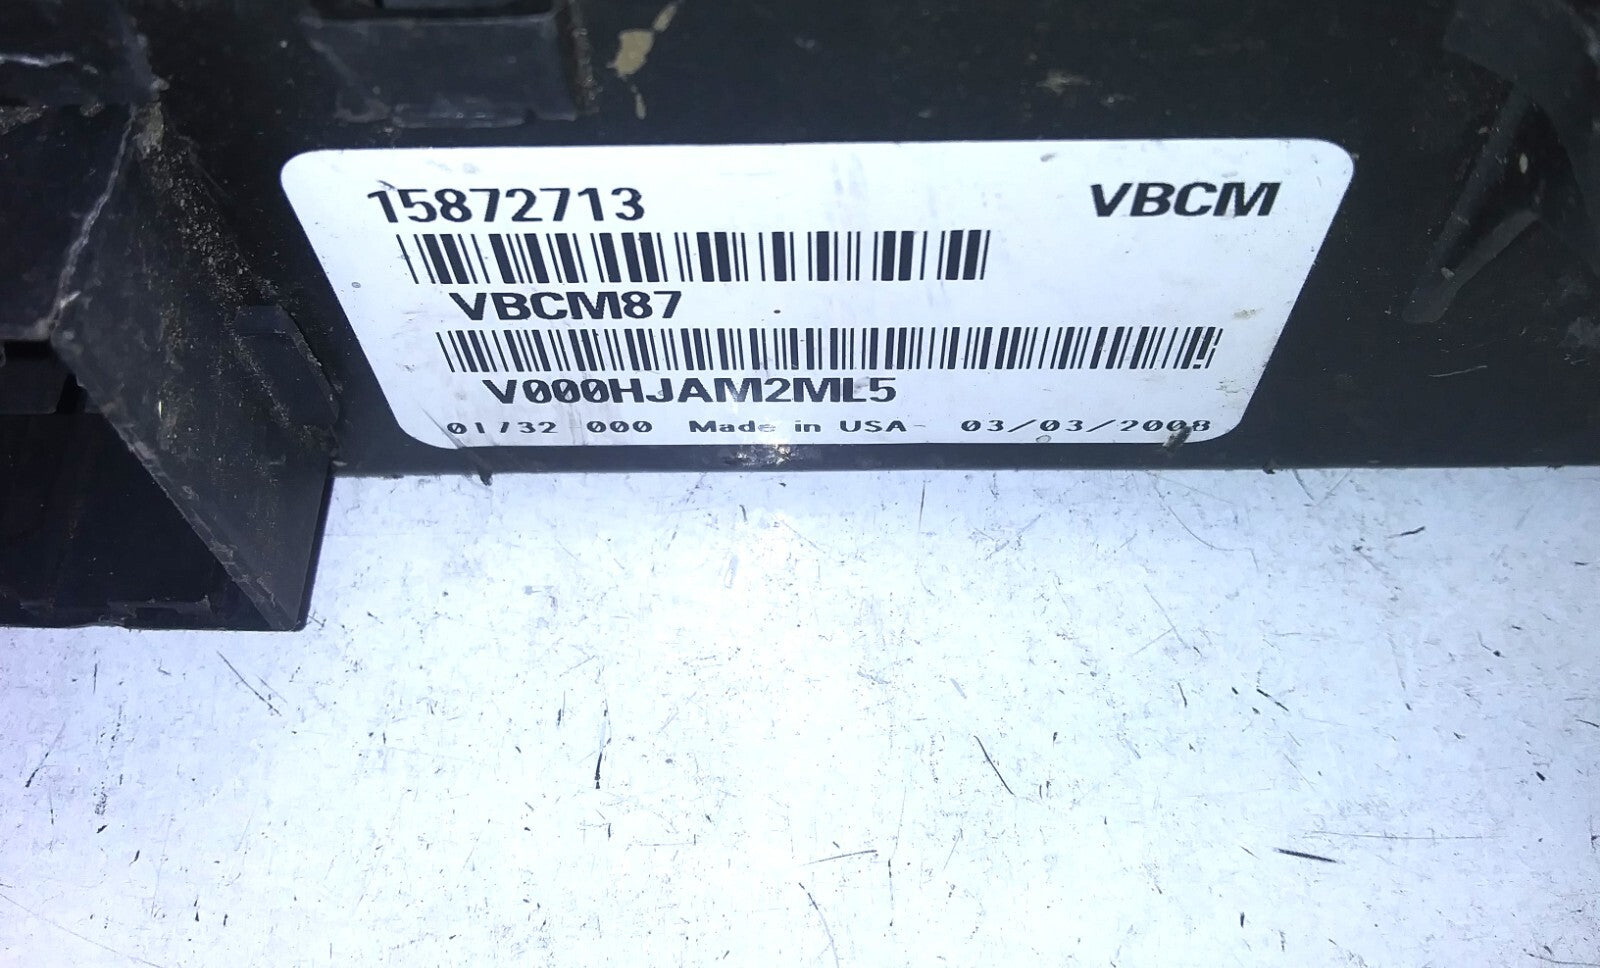 15872713 VBCM
VBCM87
V000HJAM2ML5
01/32 000 Made in USA 03/03/2008